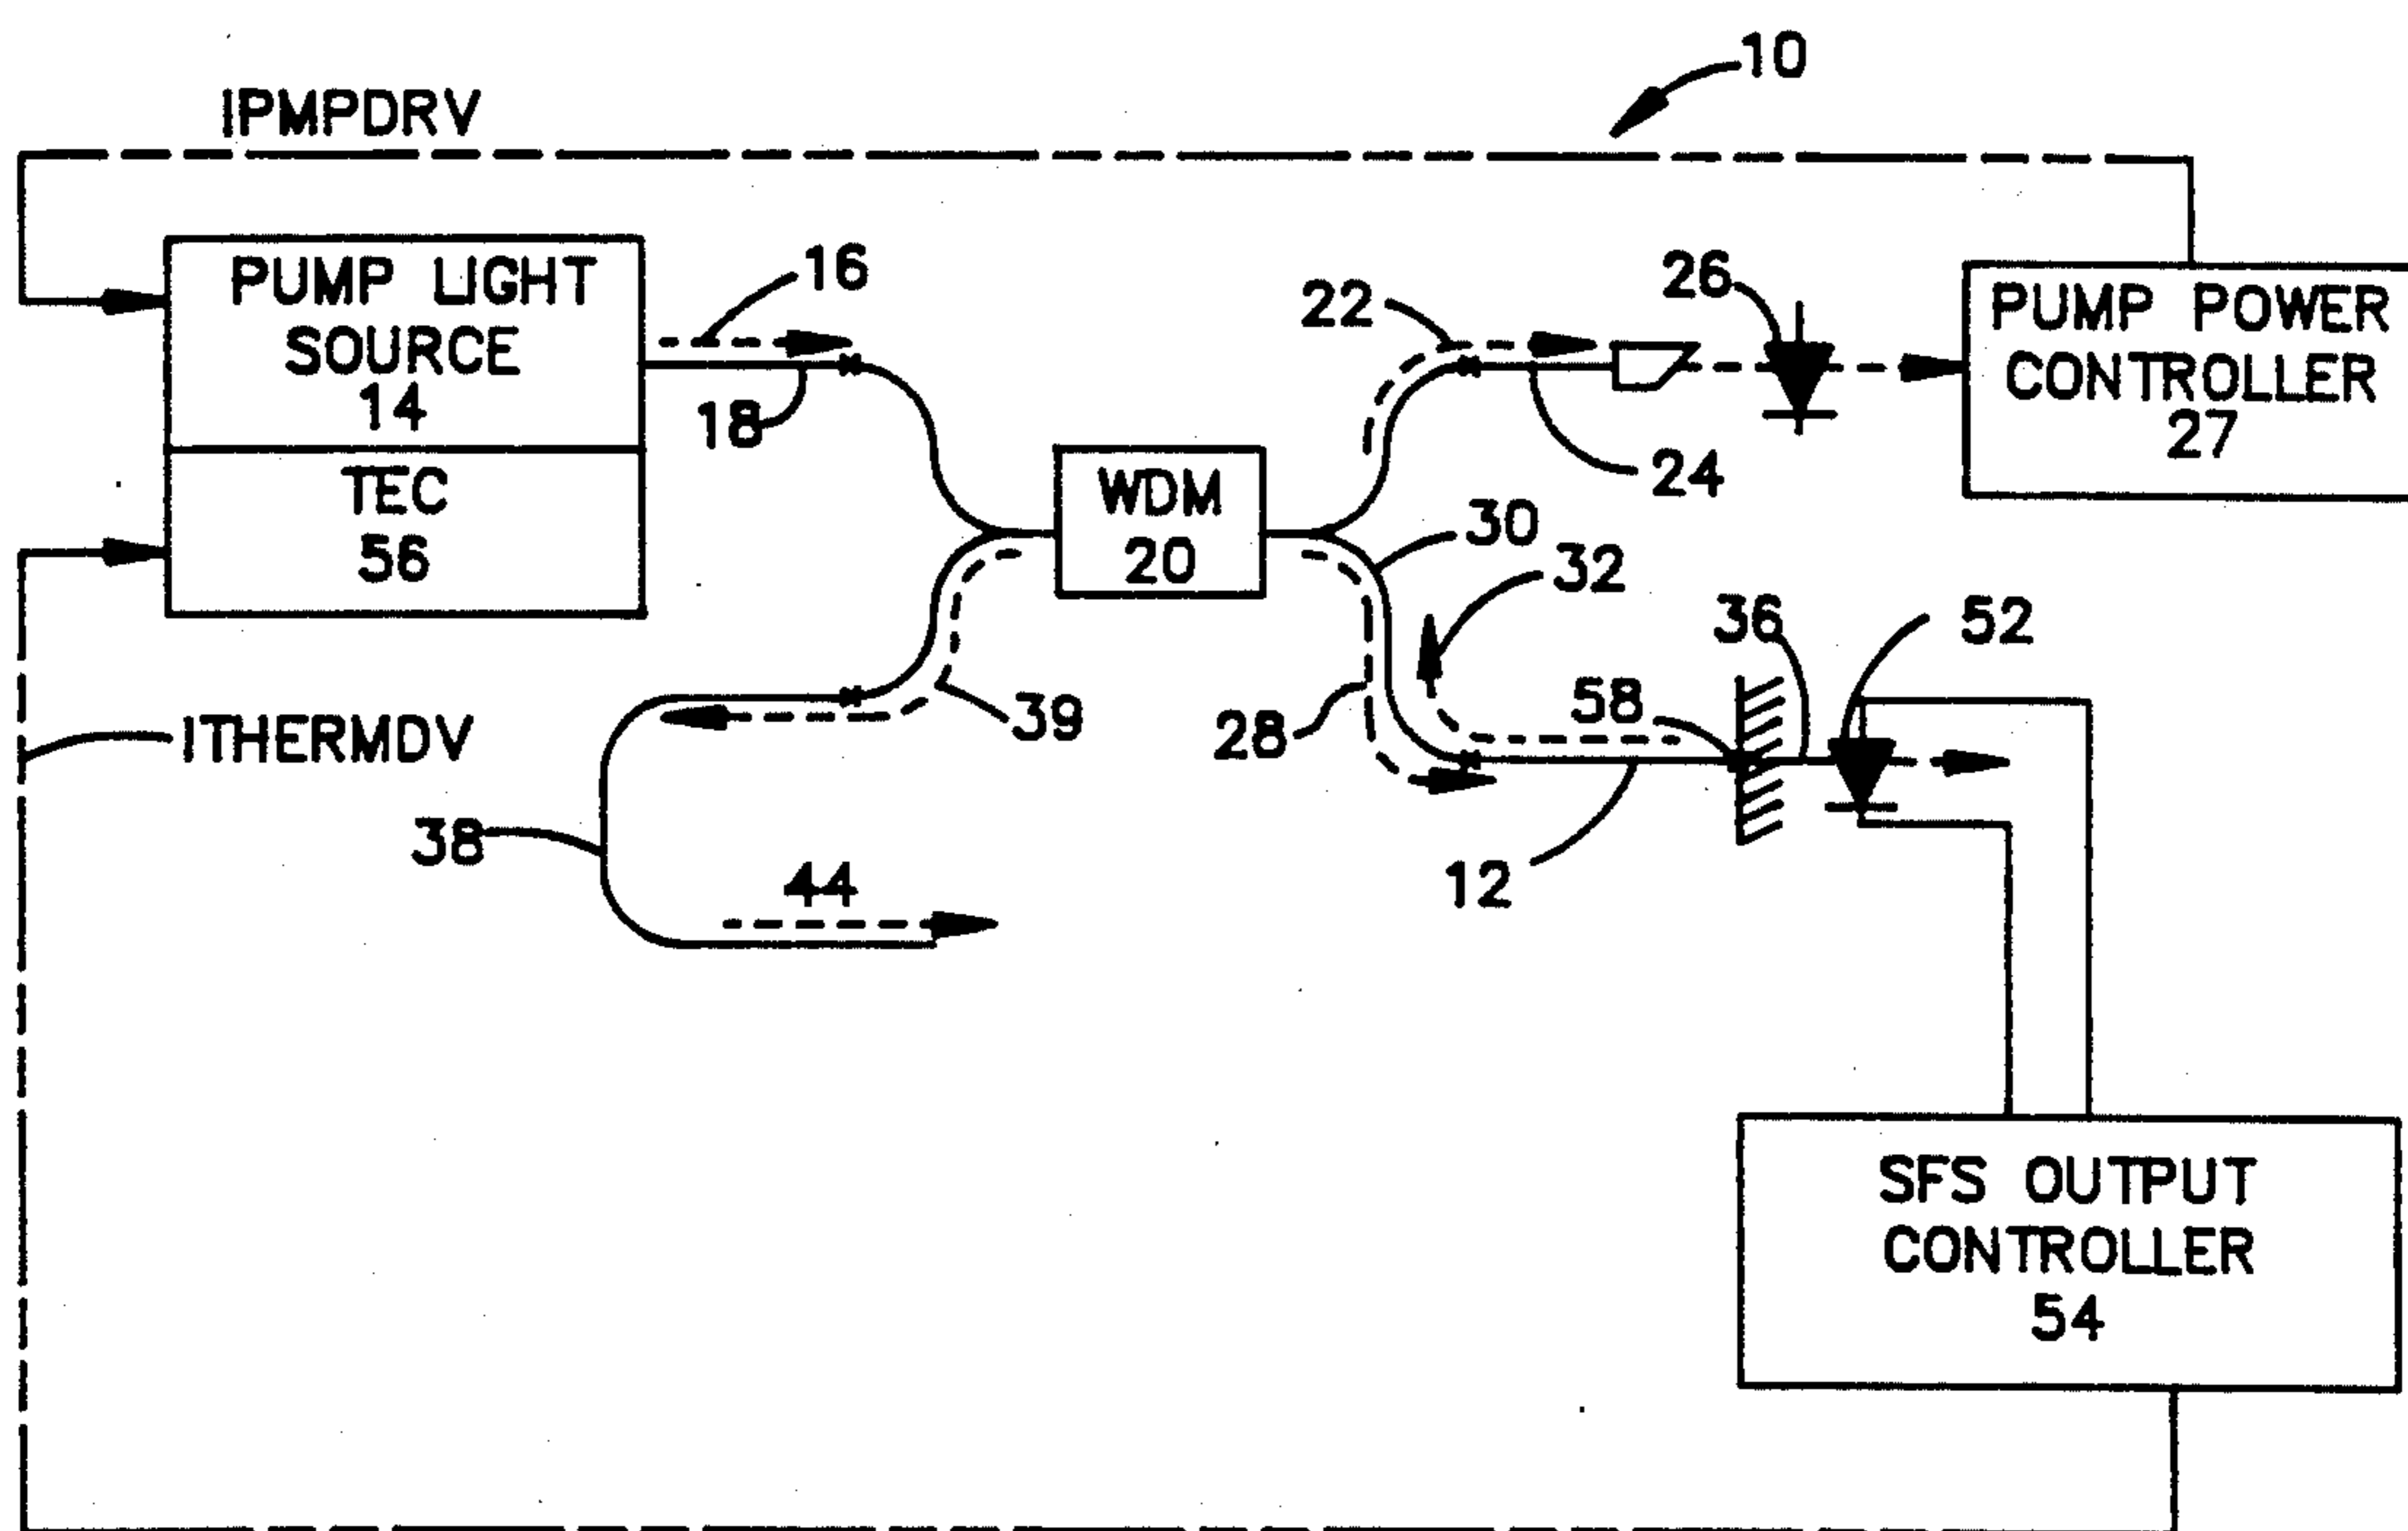 10
IPMPDRV
PUMP LIGHT
SOURCE
14
TEC
56
16
18
22
26
PUMP POWER
CONTROLLER
27
24
WDM
20
30
32
36
52
39
28
58
ITHERMDV
38
44
12
SFS OUTPUT
CONTROLLER
54